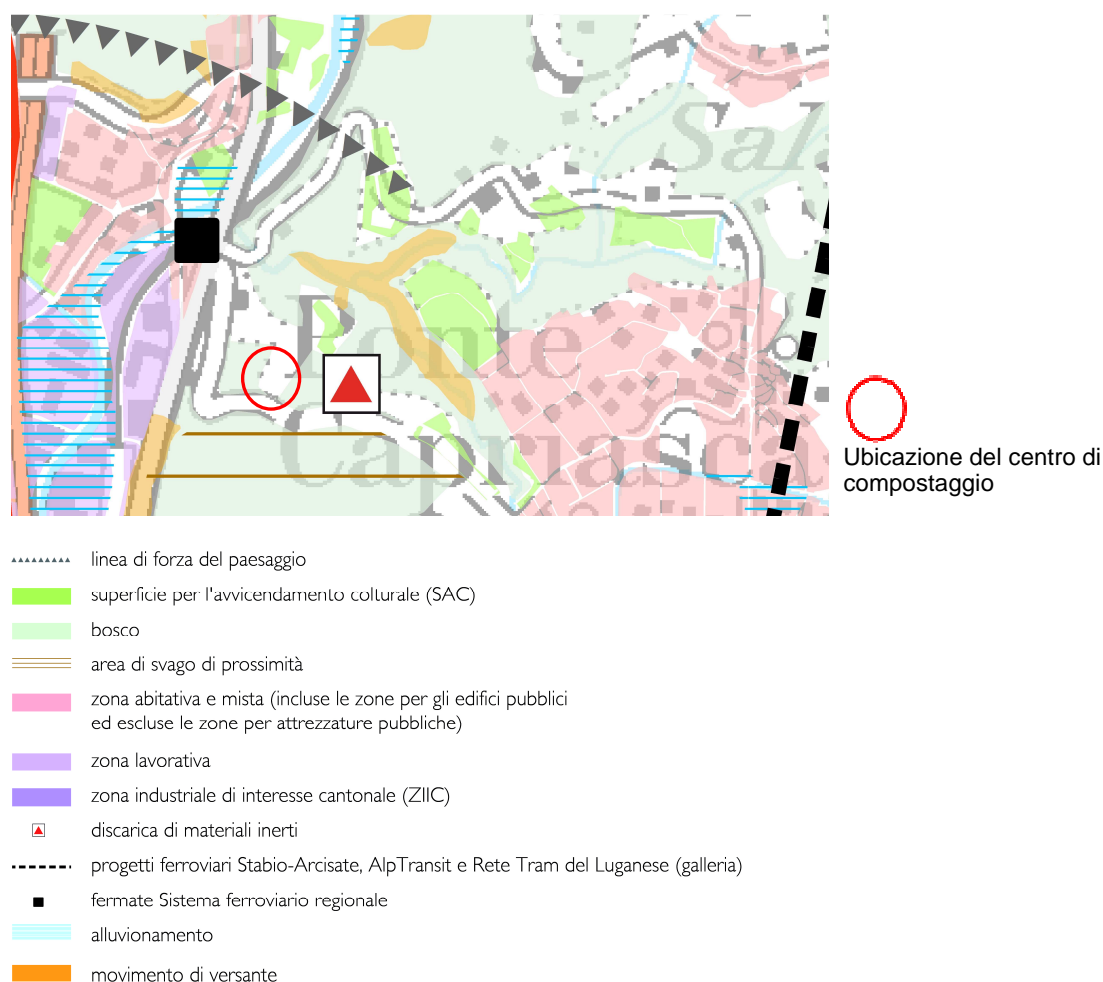 Sal
Ponte
Capriasca
Ubicazione del centro di
compostaggio
linea di forza del paesaggio
superficie per l'avvicendamento colturale (SAC)
bosco
area di svago di prossimità
zona abitativa e mista (incluse le zone per gli edifici pubblici
ed escluse le zone per attrezzature pubbliche)
zona lavorativa
zona industriale di interesse cantonale (ZIIC)
discarica di materiali inerti
progetti ferroviari Stabio-Arcisate, AlpTransit e Rete Tram del Luganese (galleria)
fermate Sistema ferroviario regionale
alluvionamento
movimento di versante